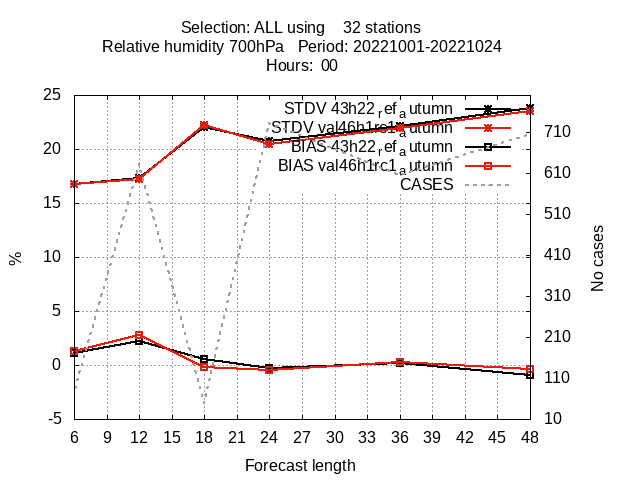 Selection: ALL using    32 stations
Relative humidity 700hPa   Period: 20221001-20221024
Hours:  00
25
20
15
10
5
0
-5
%
STDV 43h22_ref_autumn
STDV val46h1rc1_autumn
BIAS 43h22_ref_autumn
BIAS val46h1rc1_autumn
CASES
710
610
510
410
310
210
110
10
No cases
6 9 12 15 18 21 24 27 30 33 36 39 42 45 48
Forecast length